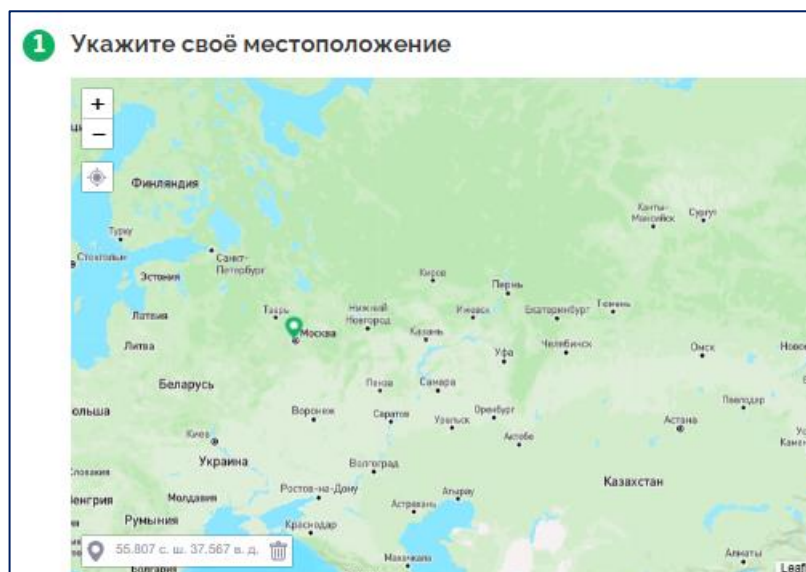 1 Укажите своё местоположение
+
−
Финляндия
Ханты-
Мансийск
Сургут
Турку
Санкт-
Петербург
Эстония
Киров
Пермь
Тверь
Нижний
Новгород
Ижевск
Екатеринбург
Тюмень
Латвия
Москва
Казань
Литва
Уфа
Челябинск
Омск
Беларусь
Пенза
Самара
Павлодар
Воронеж
Саратов
Уральск
Оренбург
Астана
Киев
Актобе
Украина
Волгоград
Казахстан
Молдавия
Ростов-на-Дону
Астрахань
Атырау
Румыния
Краснодар
55.807 с. ш. 37.567 в. д.
Махачкала
Алматы
Leaf